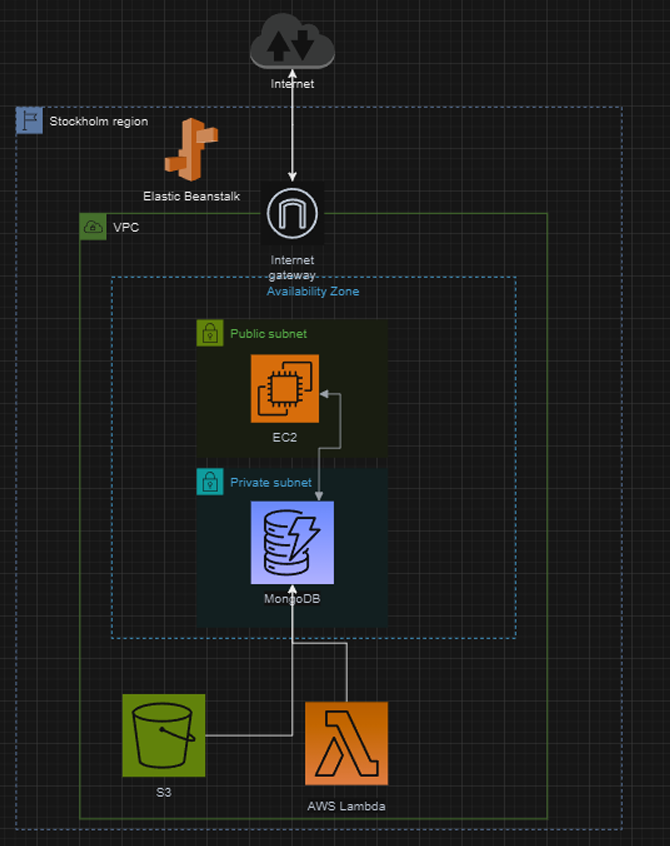 Internet
Stockholm region
Elastic Beanstalk
VPC
Internet
gateway
Availability Zone
Public subnet
EC2
Private subnet
MongoDB
S3
AWS Lambda